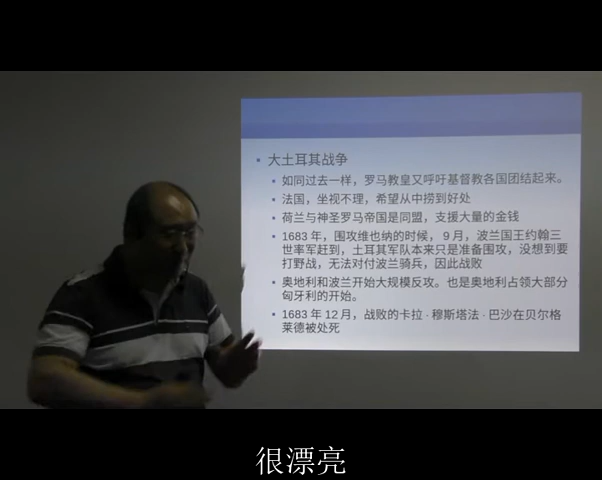 大土耳其战争
如同过去一样，罗马教皇又呼吁基督教各国团结起来。
法国，坐视不理，希望从中捞到好处
荷兰与神圣罗马帝国是同盟，支援大量的金钱
1683 年，围攻维也纳的时候，9 月，波兰国王约翰三
世率军赶到，土耳其军队本来只是准备围攻，没想到要
打野战，无法对付波兰骑兵，因此战败
奥地利和波兰开始大规模反攻。也是奥地利占领大部分
匈牙利的开始。
1683 年 12 月，战败的卡拉 · 穆斯塔法 · 巴沙在贝尔格
莱德被处死
很漂亮